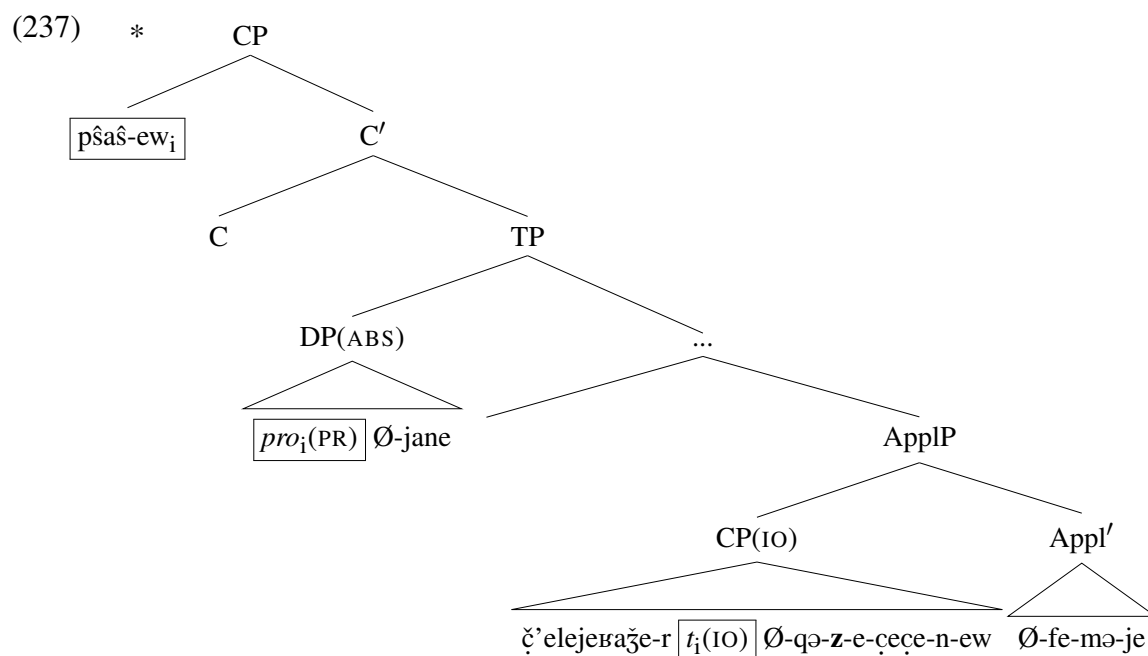 (237) * CP
pŝaŝ-ewᵢ C′
C TP
DP(ABS) ...
proᵢ(PR) Ø-jane ApplP
CP(IO) Appl′
č̣’elejeʁaǯe-r tᵢ(IO) Ø-qə-z-e-c̣ec̣e-n-ew Ø-fe-mə-je